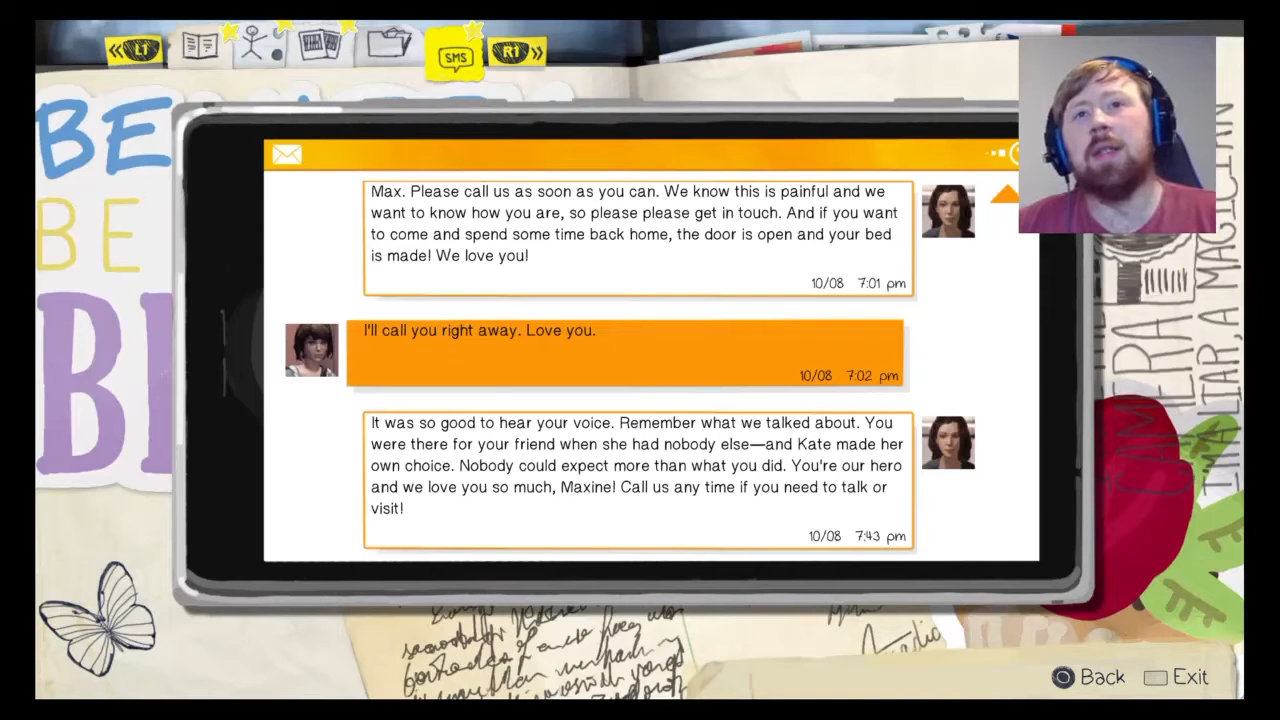 L1
SMS
R1
BE
BE
Max. Please call us as soon as you can. We know this is painful and we
want to know how you are, so please please get in touch. And if you want
to come and spend some time back home, the door is open and your bed
is made! We love you!
10/08 7:01 pm
I'll call you right away. Love you.
10/08 7:02 pm
It was so good to hear your voice. Remember what we talked about. You
were there for your friend when she had nobody else—and Kate made her
own choice. Nobody could expect more than what you did. You're our hero
and we love you so much, Maxine! Call us any time if you need to talk or
visit!
10/08 7:43 pm
Back Exit